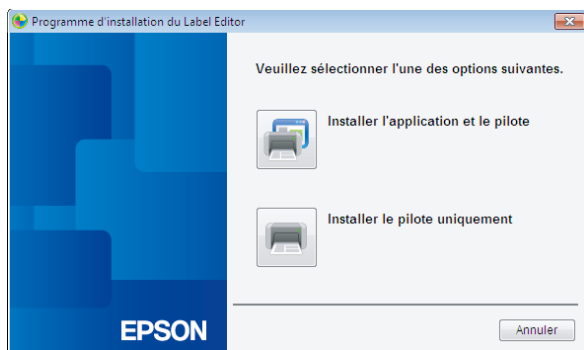 Programme d'installation du Label Editor
Veuillez sélectionner l'une des options suivantes.
Installer l'application et le pilote
Installer le pilote uniquement
EPSON
Annuler